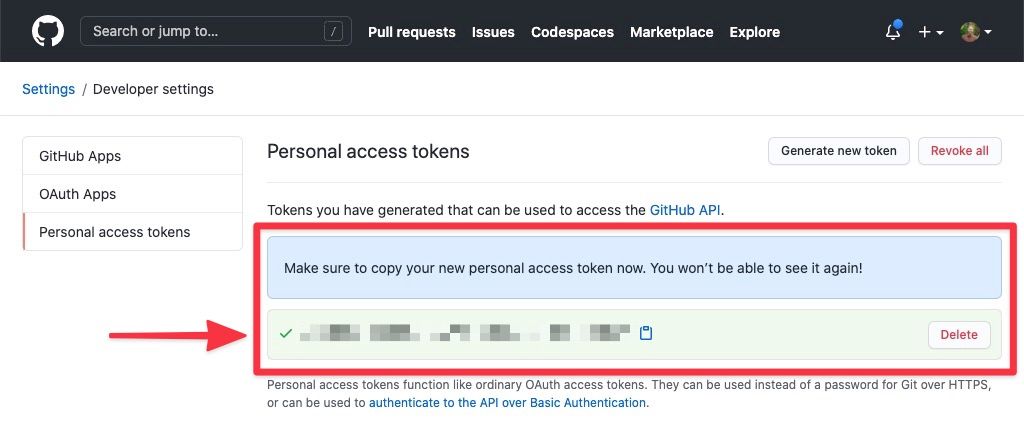 Search or jump to... / Pull requests Issues Codespaces Marketplace Explore
Settings / Developer settings
GitHub Apps
OAuth Apps
Personal access tokens
Personal access tokens Generate new token Revoke all
Tokens you have generated that can be used to access the GitHub API.
Make sure to copy your new personal access token now. You won’t be able to see it again!
Delete
Personal access tokens function like ordinary OAuth access tokens. They can be used instead of a password for Git over HTTPS,
or can be used to authenticate to the API over Basic Authentication.